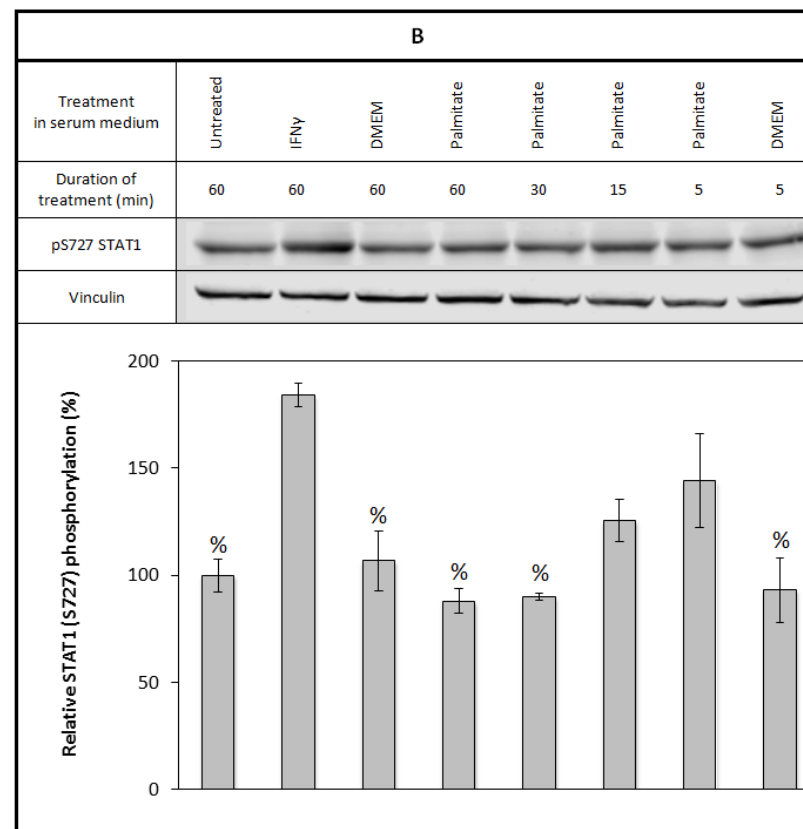 B
Treatment
in serum medium
Untreated
IFNγ
DMEM
Palmitate
Palmitate
Palmitate
Palmitate
DMEM
Duration of
treatment (min)
60 60 60 60 30 15 5 5
pS727 STAT1
Vinculin
Relative STAT1 (S727) phosphorylation (%)
200
150
100
50
0
% % % % %